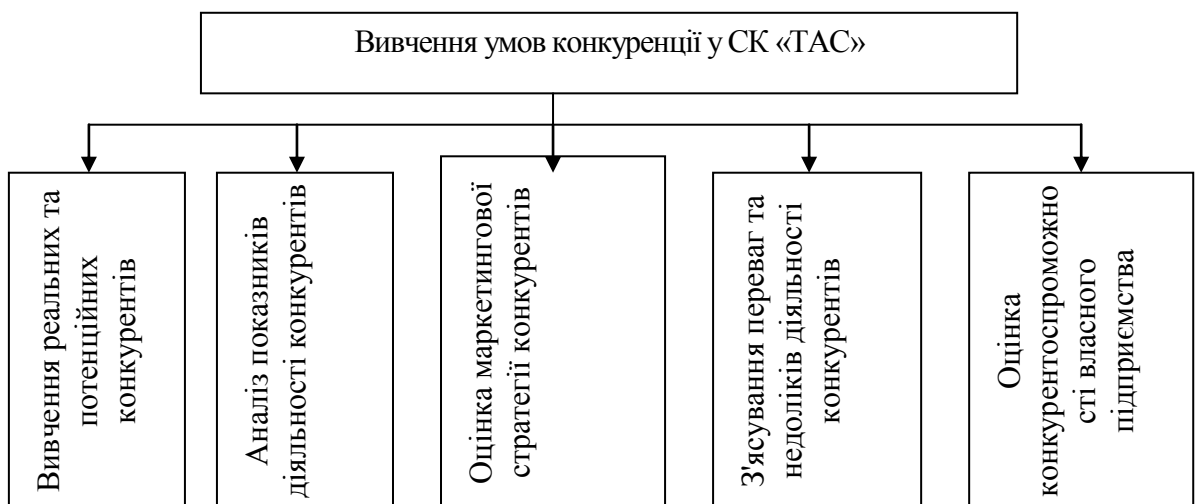 Вивчення умов конкуренції у СК «ТАС»
Вивчення реальних та
потенційних
конкурентів
Аналіз показників
діяльності конкурентів
Оцінка маркетингової
стратегії конкурентів
З'ясування переваг та
недоліків діяльності
конкурентів
Оцінка
конкурентоспроможно
сті власного
підприємства